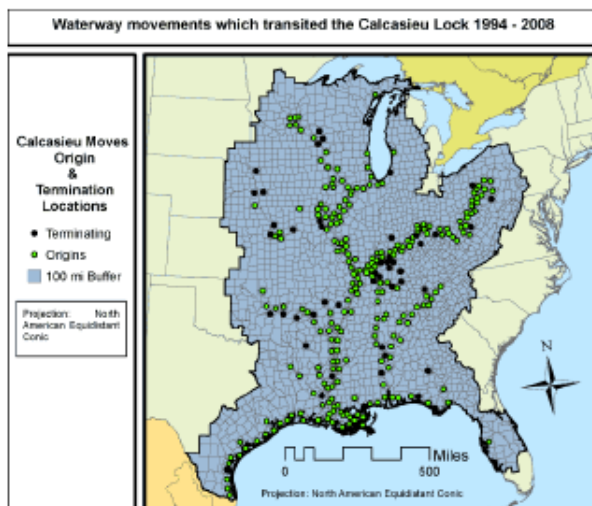 Waterway movements which transited the Calcasieu Lock 1994 - 2008
Calcasieu Moves
Origin
&
Termination
Locations
Terminating
Origins
100 mi Buffer
Projection: North
American Equidistant
Conic
N
Miles
0
500
Projection: North American Equidistant Conic